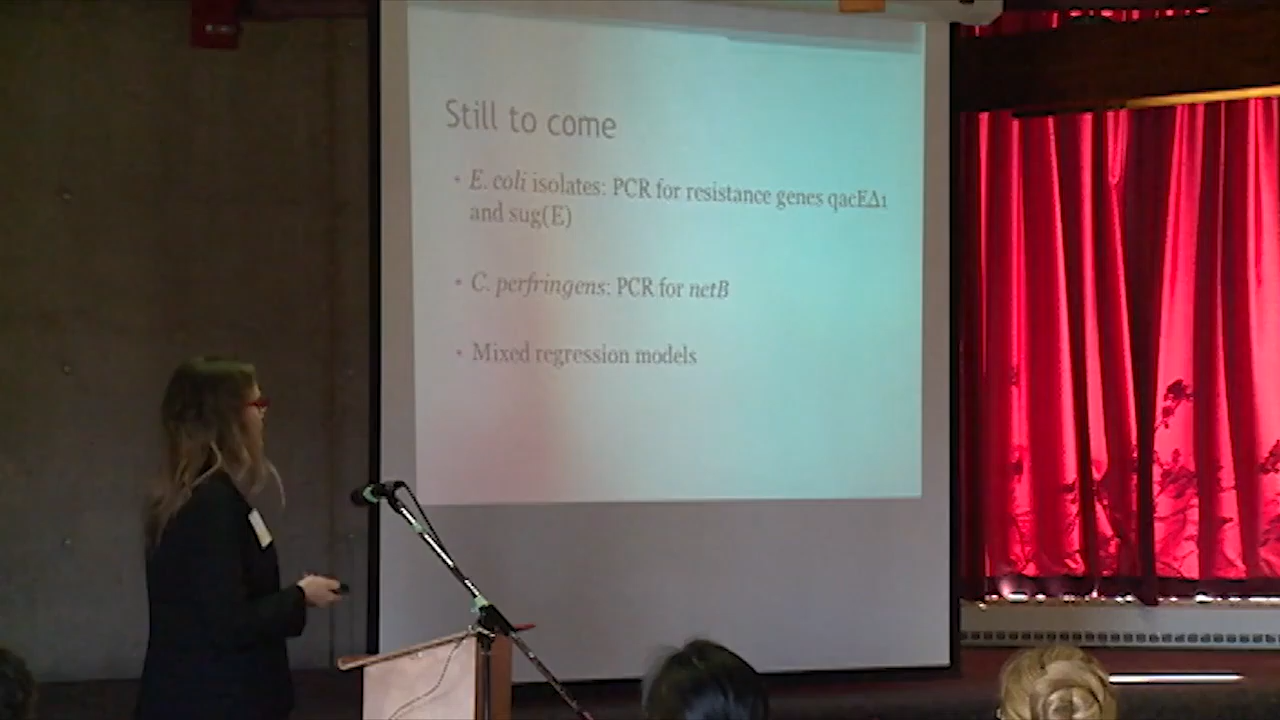 Still to come
• E. coli isolates: PCR for resistance genes qacEΔ1
and sug(E)
• C. perfringens: PCR for netB
• Mixed regression models